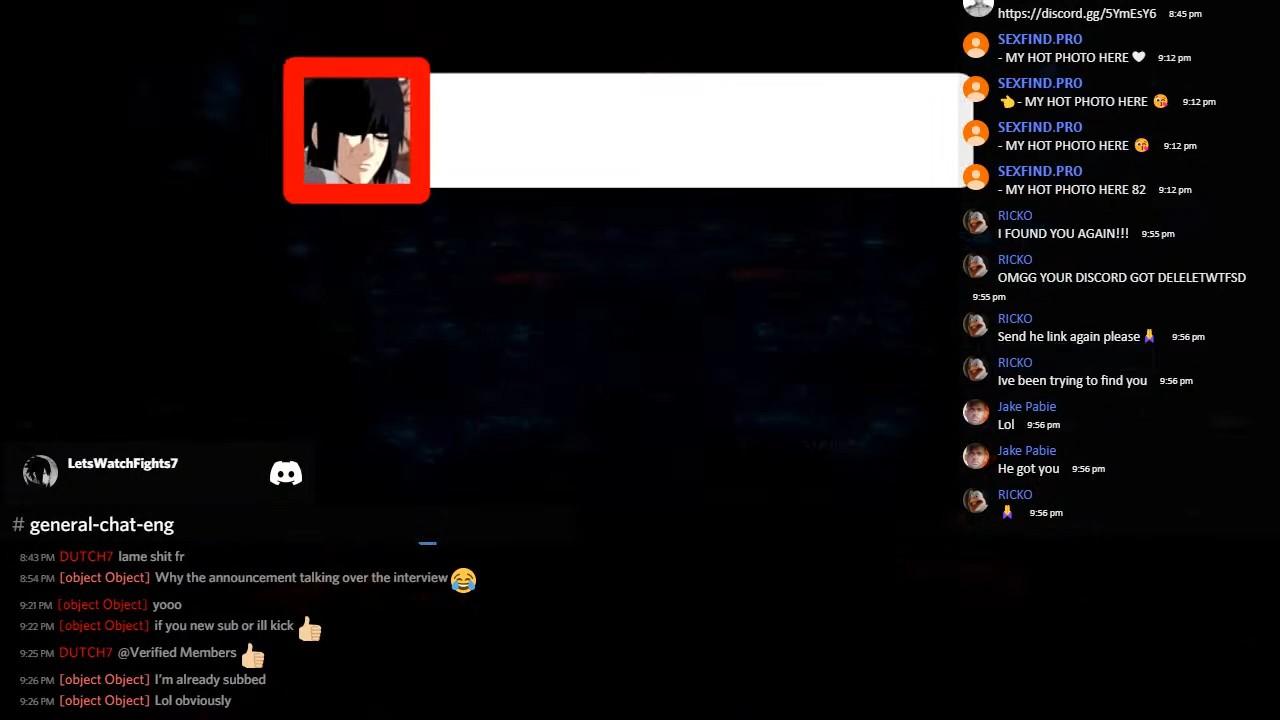 https://discord.gg/5YmEsY6 8:45 pm
SEXFIND.PRO
- MY HOT PHOTO HERE 🤍 9:12 pm
SEXFIND.PRO
👈 - MY HOT PHOTO HERE 😘 9:12 pm
SEXFIND.PRO
- MY HOT PHOTO HERE 😘 9:12 pm
SEXFIND.PRO
- MY HOT PHOTO HERE 82 9:12 pm
RICKO
I FOUND YOU AGAIN!!! 9:55 pm
RICKO
OMGG YOUR DISCORD GOT DELELETWTFSD
9:55 pm
RICKO
Send he link again please 🙏 9:56 pm
RICKO
Ive been trying to find you 9:56 pm
Jake Pabie
Lol 9:56 pm
Jake Pabie
He got you 9:56 pm
RICKO
🙏 9:56 pm
LetsWatchFights7
# general-chat-eng
8:43 PM DUTCH7 lame shit fr
8:54 PM [object Object] Why the announcement talking over the interview 😂
9:21 PM [object Object] yooo
9:22 PM [object Object] if you new sub or ill kick 👍🏻
9:25 PM DUTCH7 @Verified Members 👍🏻
9:26 PM [object Object] I'm already subbed
9:26 PM [object Object] Lol obviously